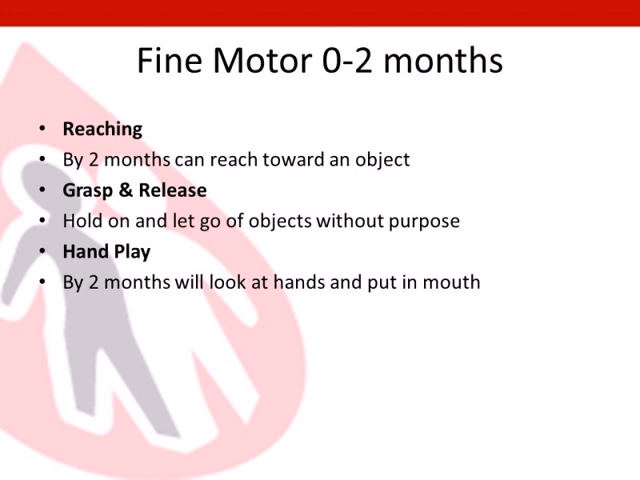 Fine Motor 0-2 months
• Reaching
• By 2 months can reach toward an object
• Grasp & Release
• Hold on and let go of objects without purpose
• Hand Play
• By 2 months will look at hands and put in mouth